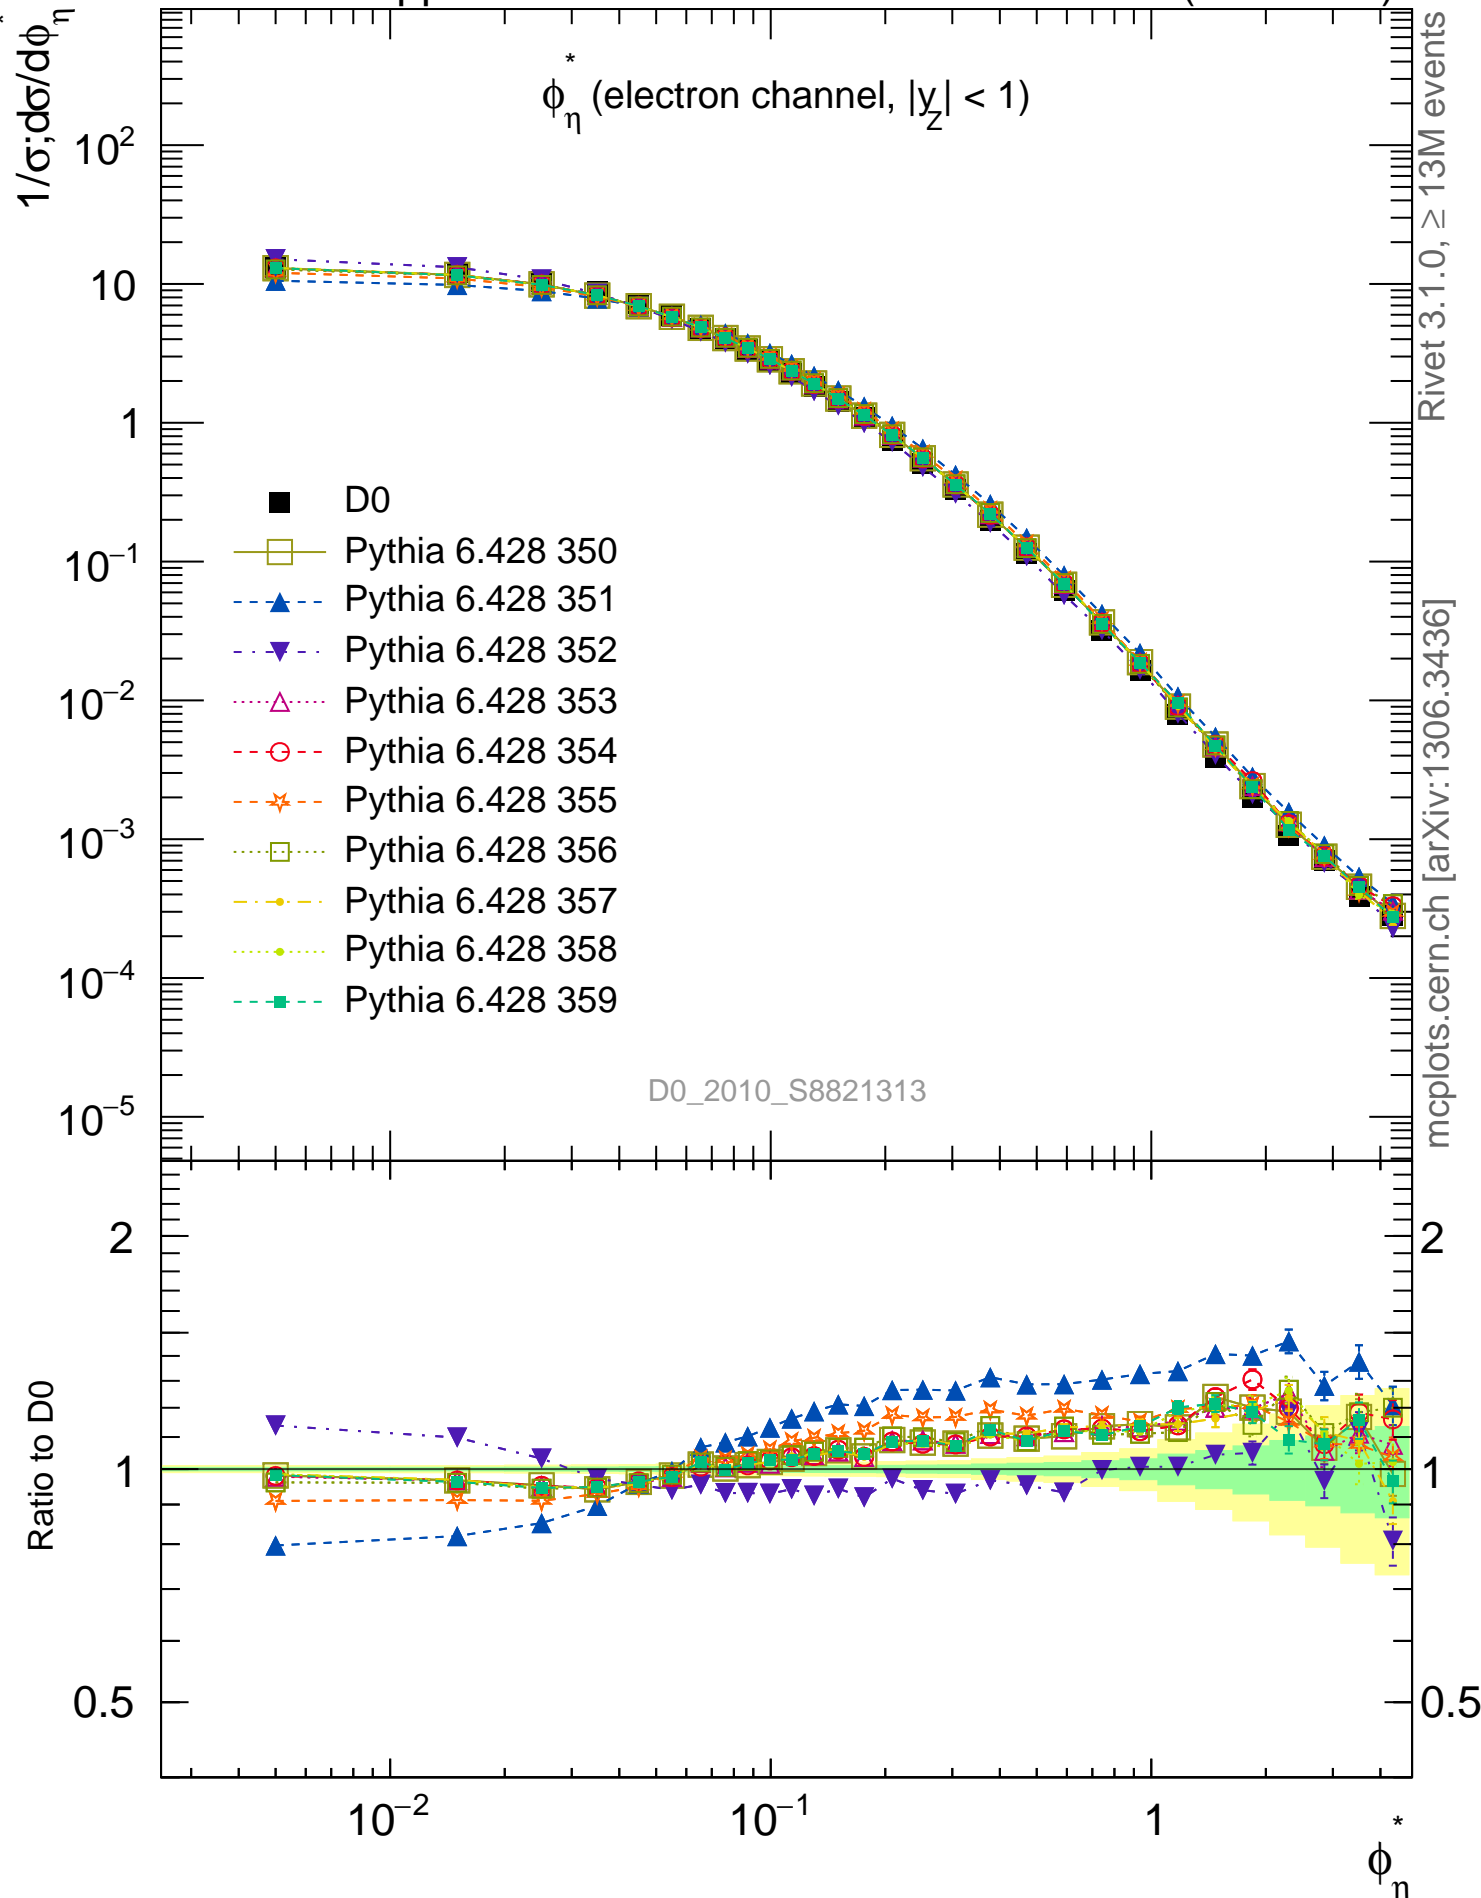 1/σ;dσ/dϕ*η
ϕ*η (electron channel, |yZ| < 1)
10²
10
1
10⁻¹
10⁻²
10⁻³
10⁻⁴
10⁻⁵
D0
Pythia 6.428 350
Pythia 6.428 351
Pythia 6.428 352
Pythia 6.428 353
Pythia 6.428 354
Pythia 6.428 355
Pythia 6.428 356
Pythia 6.428 357
Pythia 6.428 358
Pythia 6.428 359
D0_2010_S8821313
Rivet 3.1.0, ≥ 13M events
mcplots.cern.ch [arXiv:1306.3436]
Ratio to D0
2
1
0.5
2
1
0.5
10⁻²
10⁻¹
1
ϕ*η